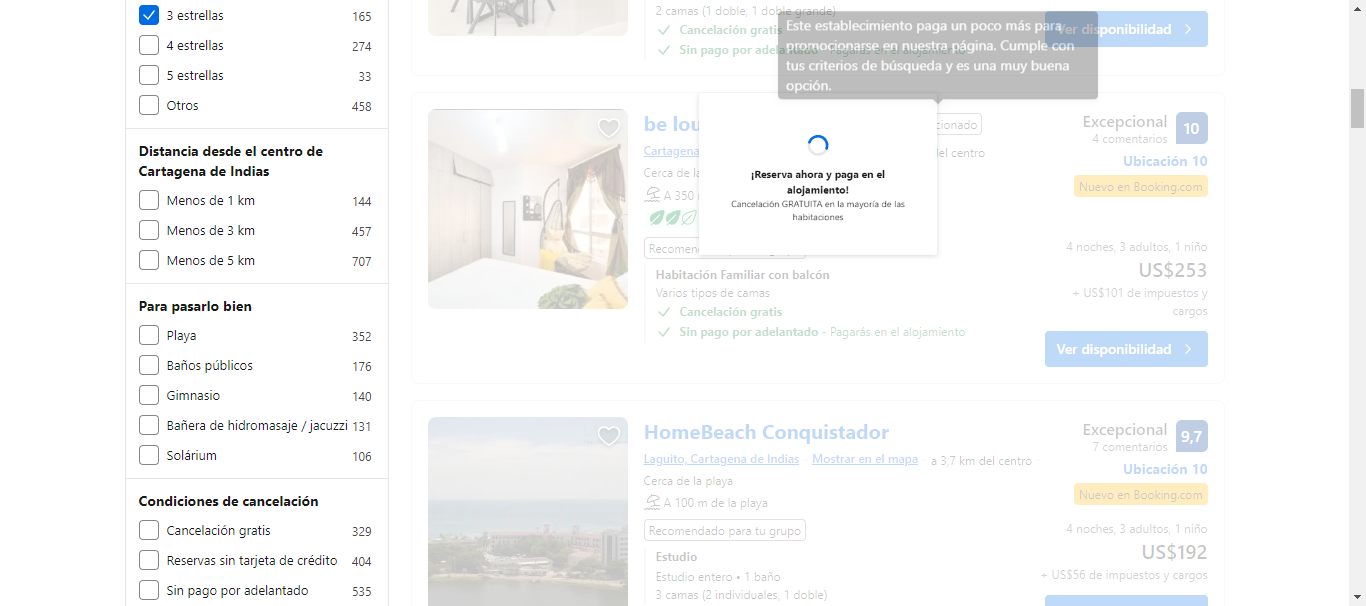 3 estrellas 165
4 estrellas 274
5 estrellas 33
Otros 458
Distancia desde el centro de
Cartagena de Indias
Menos de 1 km 144
Menos de 3 km 457
Menos de 5 km 707
Para pasarlo bien
Playa 352
Baños públicos 176
Gimnasio 140
Bañera de hidromasaje / jacuzzi 131
Solárium 106
Condiciones de cancelación
Cancelación gratis 329
Reservas sin tarjeta de crédito 404
Sin pago por adelantado 535
2 camas (1 doble, 1 doble grande)
Cancelación gratis
Sin pago por adelantado - Pagarás en el alojamiento
Ver disponibilidad
Este establecimiento paga un poco más para
promocionarse en nuestra página. Cumple con
tus criterios de búsqueda y es una muy buena
opción.
be lou
cionado
Cartagena
del centro
Cerca de la
A 350
Recomen
¡Reserva ahora y paga en el
alojamiento!
Cancelación GRATUITA en la mayoría de las
habitaciones
Habitación Familiar con balcón
Varios tipos de camas
Cancelación gratis
Sin pago por adelantado - Pagarás en el alojamiento
Excepcional 10
4 comentarios
Ubicación 10
Nuevo en Booking.com
4 noches, 3 adultos, 1 niño
US$253
+ US$101 de impuestos y
cargos
Ver disponibilidad
HomeBeach Conquistador
Laguito, Cartagena de Indias Mostrar en el mapa a 3,7 km del centro
Cerca de la playa
A 100 m de la playa
Recomendado para tu grupo
Estudio
Estudio entero • 1 baño
3 camas (2 individuales, 1 doble)
Excepcional 9,7
7 comentarios
Ubicación 10
Nuevo en Booking.com
4 noches, 3 adultos, 1 niño
US$192
+ US$56 de impuestos y cargos